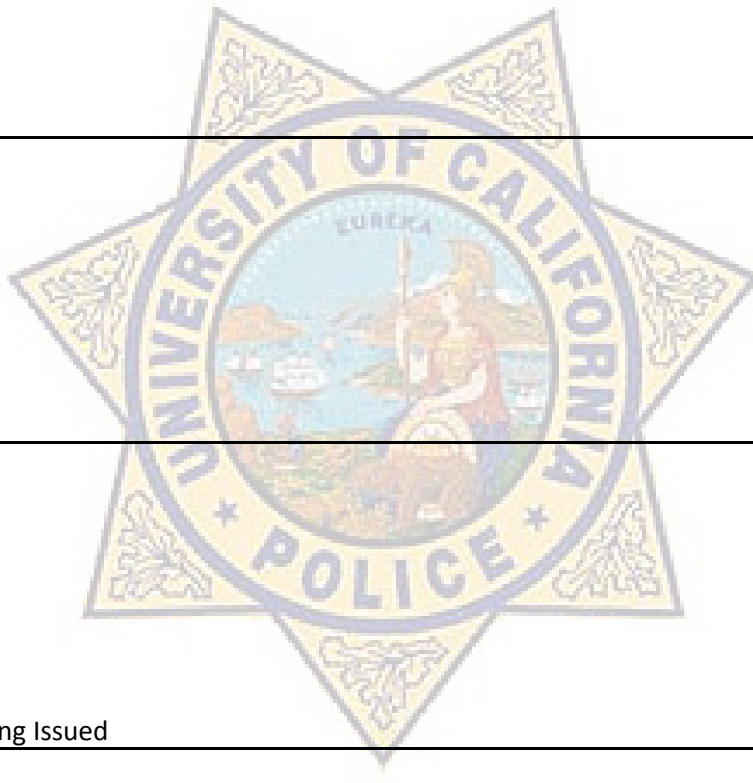 UNIVERSITY OF CALIFORNIA
EUREKA
★ POLICE ★
ng Issued